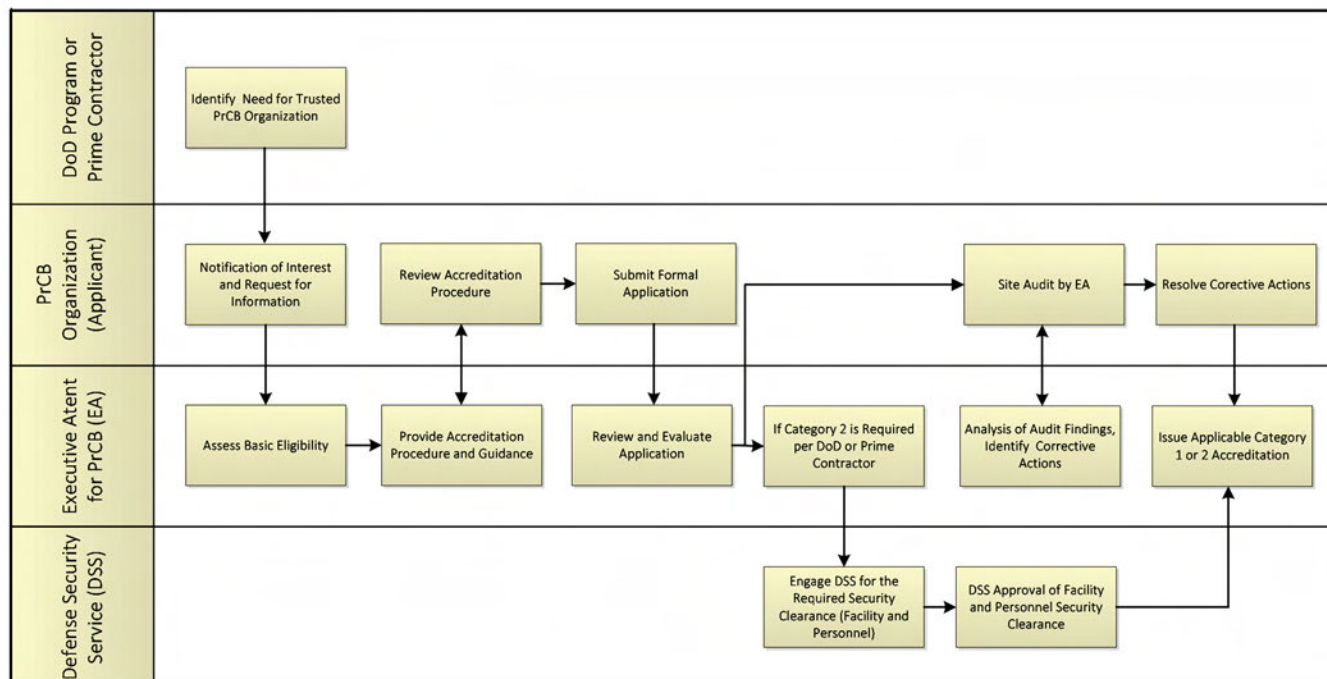 DoD Program or
Prime Contractor
Identify Need for Trusted
PrCB Organization
PrCB
Organization
(Applicant)
Notification of Interest
and Request for
Information
Review Accreditation
Procedure
Submit Formal
Application
Site Audit by EA
Resolve Corective Actions
Executive Atent
for PrCB (EA)
Assess Basic Eligibility
Provide Accreditation
Procedure and Guidance
Review and Evaluate
Application
If Category 2 is Required
per DoD or Prime
Contractor
Analysis of Audit Findings,
Identify Corrective
Actions
Issue Applicable Category
1 or 2 Accreditation
Defense Security
Service (DSS)
Engage DSS for the
Required Security
Clearance (Facility and
Personnel)
DSS Approval of Facility
and Personnel Security
Clearance